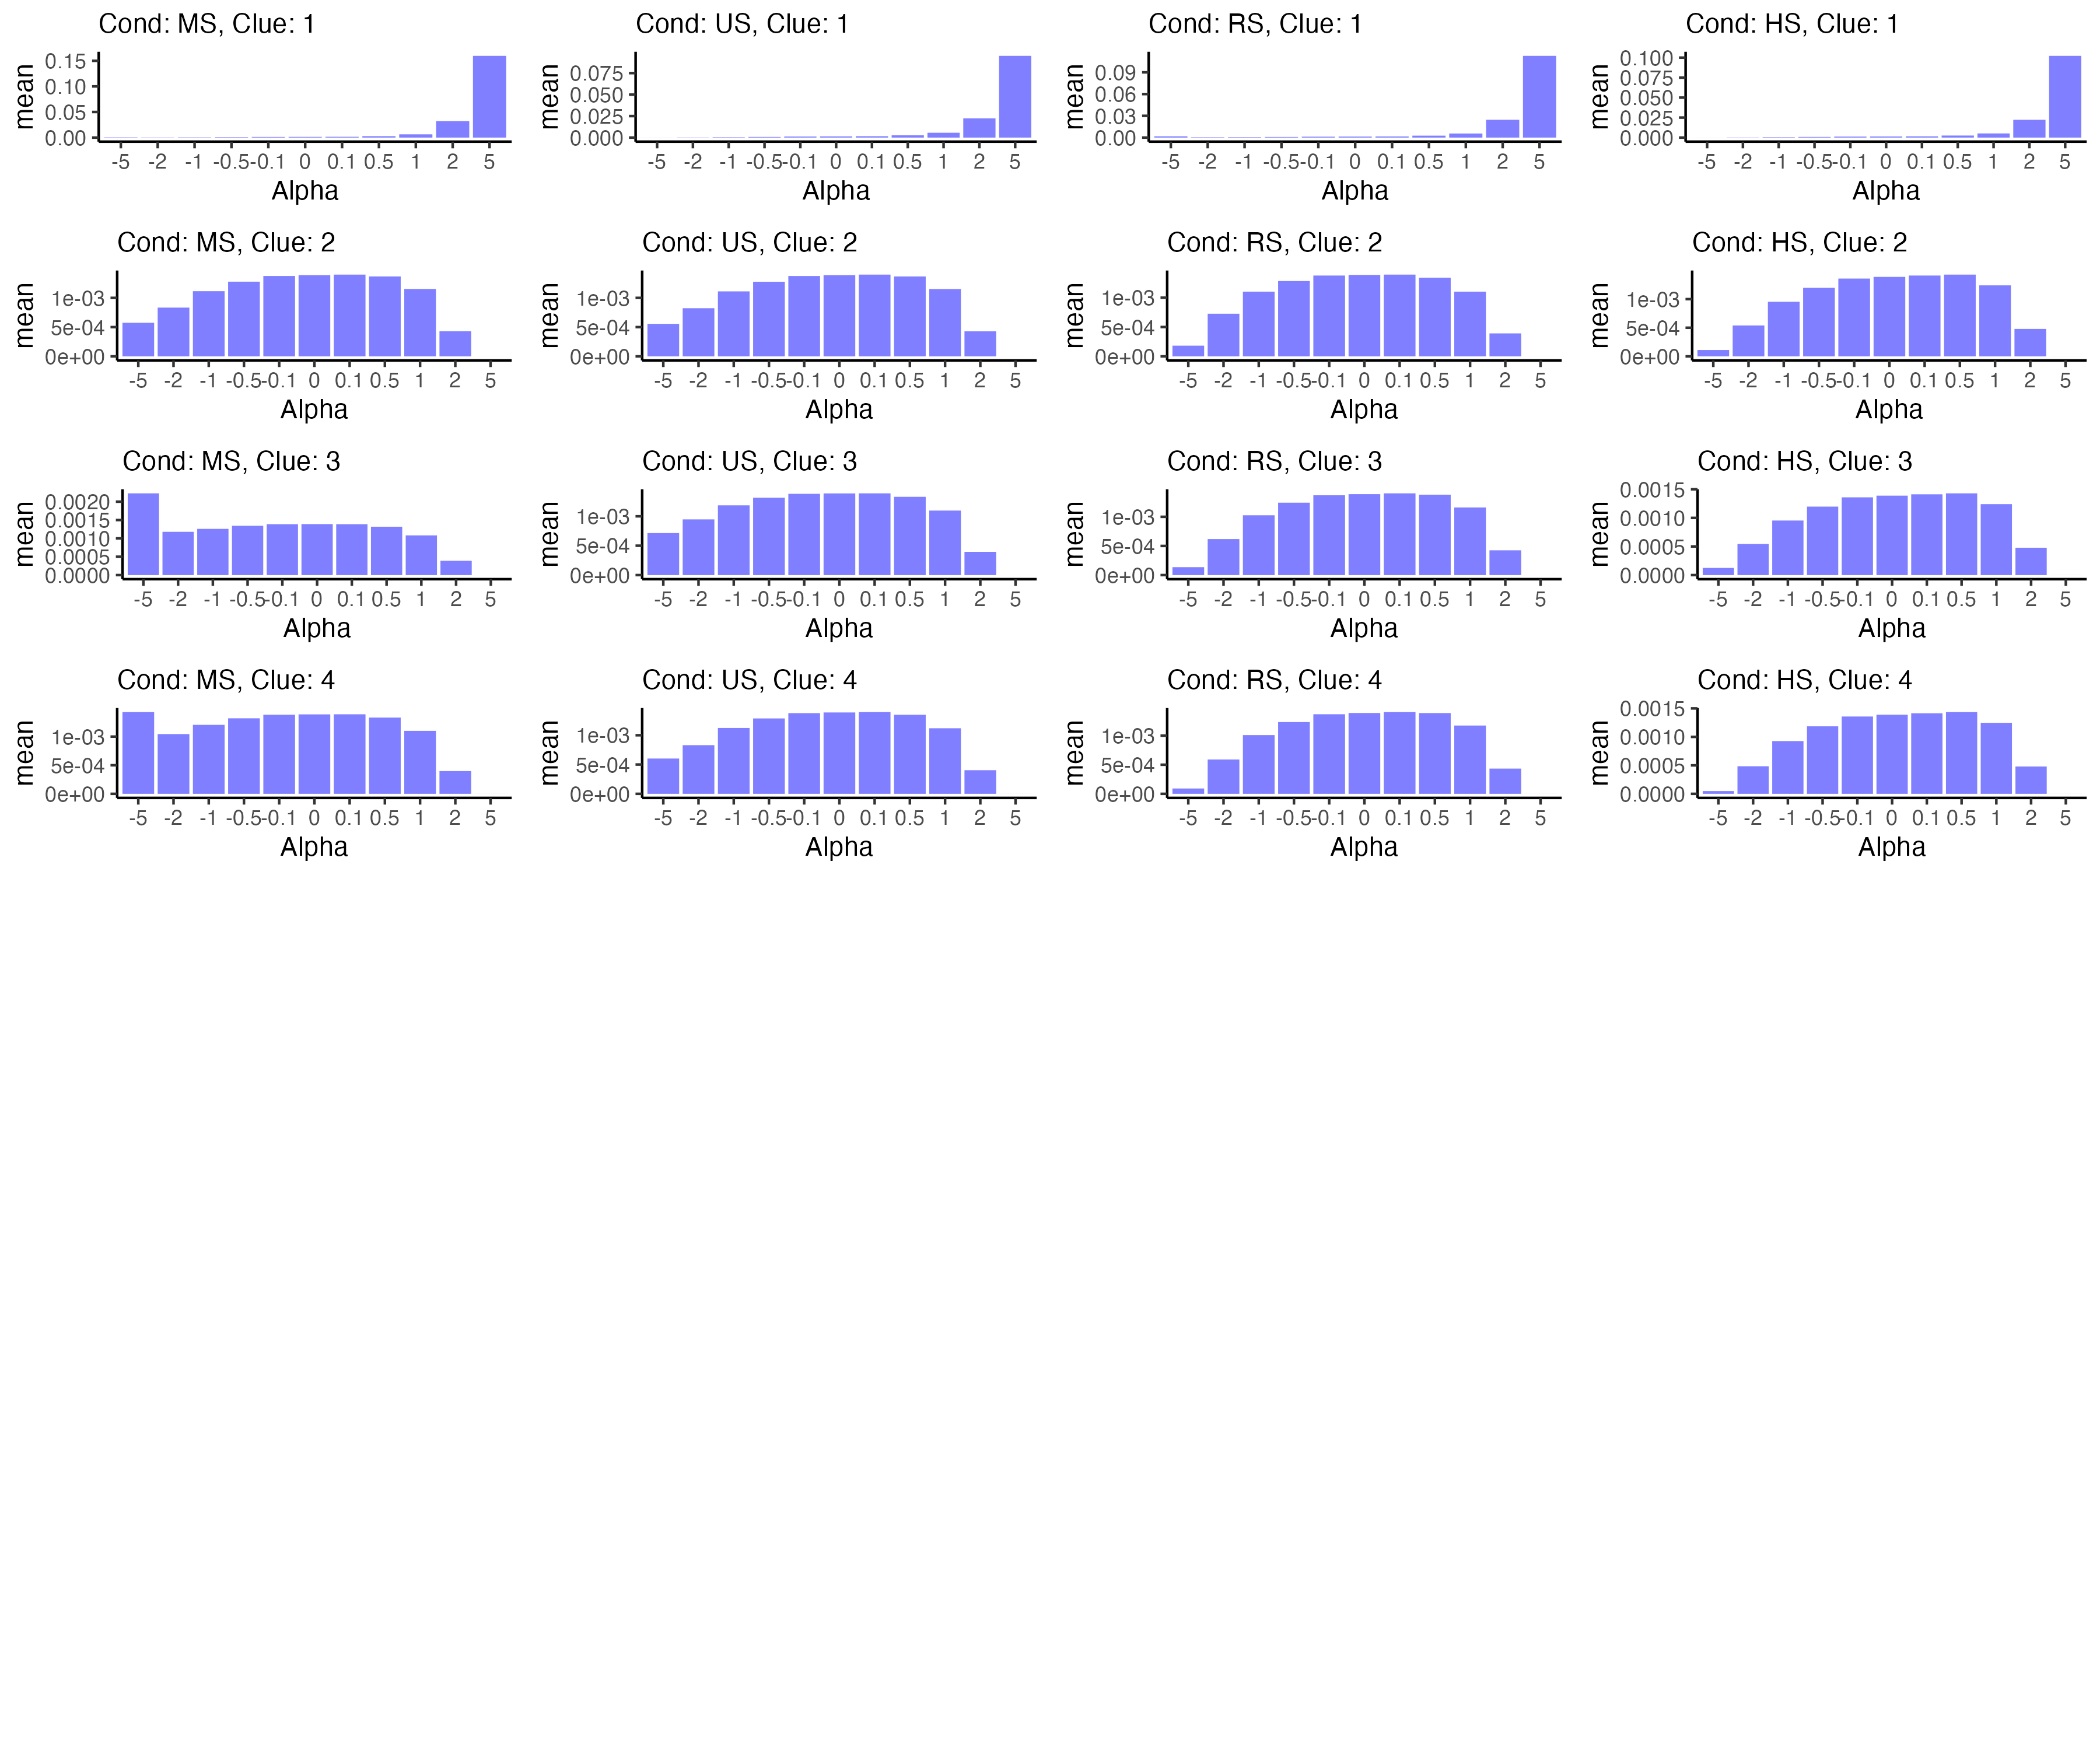 Cond: MS, Clue: 1
mean
0.15
0.10
0.05
0.00
-5 -2 -1 -0.5 -0.1 0 0.1 0.5 1 2 5
Alpha
Cond: US, Clue: 1
mean
0.075
0.050
0.025
0.000
-5 -2 -1 -0.5 -0.1 0 0.1 0.5 1 2 5
Alpha
Cond: RS, Clue: 1
mean
0.09
0.06
0.03
0.00
-5 -2 -1 -0.5 -0.1 0 0.1 0.5 1 2 5
Alpha
Cond: HS, Clue: 1
mean
0.100
0.075
0.050
0.025
0.000
-5 -2 -1 -0.5 -0.1 0 0.1 0.5 1 2 5
Alpha
Cond: MS, Clue: 2
mean
1e-03
5e-04
0e+00
-5 -2 -1 -0.5 -0.1 0 0.1 0.5 1 2 5
Alpha
Cond: US, Clue: 2
mean
1e-03
5e-04
0e+00
-5 -2 -1 -0.5 -0.1 0 0.1 0.5 1 2 5
Alpha
Cond: RS, Clue: 2
mean
1e-03
5e-04
0e+00
-5 -2 -1 -0.5 -0.1 0 0.1 0.5 1 2 5
Alpha
Cond: HS, Clue: 2
mean
1e-03
5e-04
0e+00
-5 -2 -1 -0.5 -0.1 0 0.1 0.5 1 2 5
Alpha
Cond: MS, Clue: 3
mean
0.0020
0.0015
0.0010
0.0005
0.0000
-5 -2 -1 -0.5 -0.1 0 0.1 0.5 1 2 5
Alpha
Cond: US, Clue: 3
mean
1e-03
5e-04
0e+00
-5 -2 -1 -0.5 -0.1 0 0.1 0.5 1 2 5
Alpha
Cond: RS, Clue: 3
mean
1e-03
5e-04
0e+00
-5 -2 -1 -0.5 -0.1 0 0.1 0.5 1 2 5
Alpha
Cond: HS, Clue: 3
mean
0.0015
0.0010
0.0005
0.0000
-5 -2 -1 -0.5 -0.1 0 0.1 0.5 1 2 5
Alpha
Cond: MS, Clue: 4
mean
1e-03
5e-04
0e+00
-5 -2 -1 -0.5 -0.1 0 0.1 0.5 1 2 5
Alpha
Cond: US, Clue: 4
mean
1e-03
5e-04
0e+00
-5 -2 -1 -0.5 -0.1 0 0.1 0.5 1 2 5
Alpha
Cond: RS, Clue: 4
mean
1e-03
5e-04
0e+00
-5 -2 -1 -0.5 -0.1 0 0.1 0.5 1 2 5
Alpha
Cond: HS, Clue: 4
mean
0.0015
0.0010
0.0005
0.0000
-5 -2 -1 -0.5 -0.1 0 0.1 0.5 1 2 5
Alpha